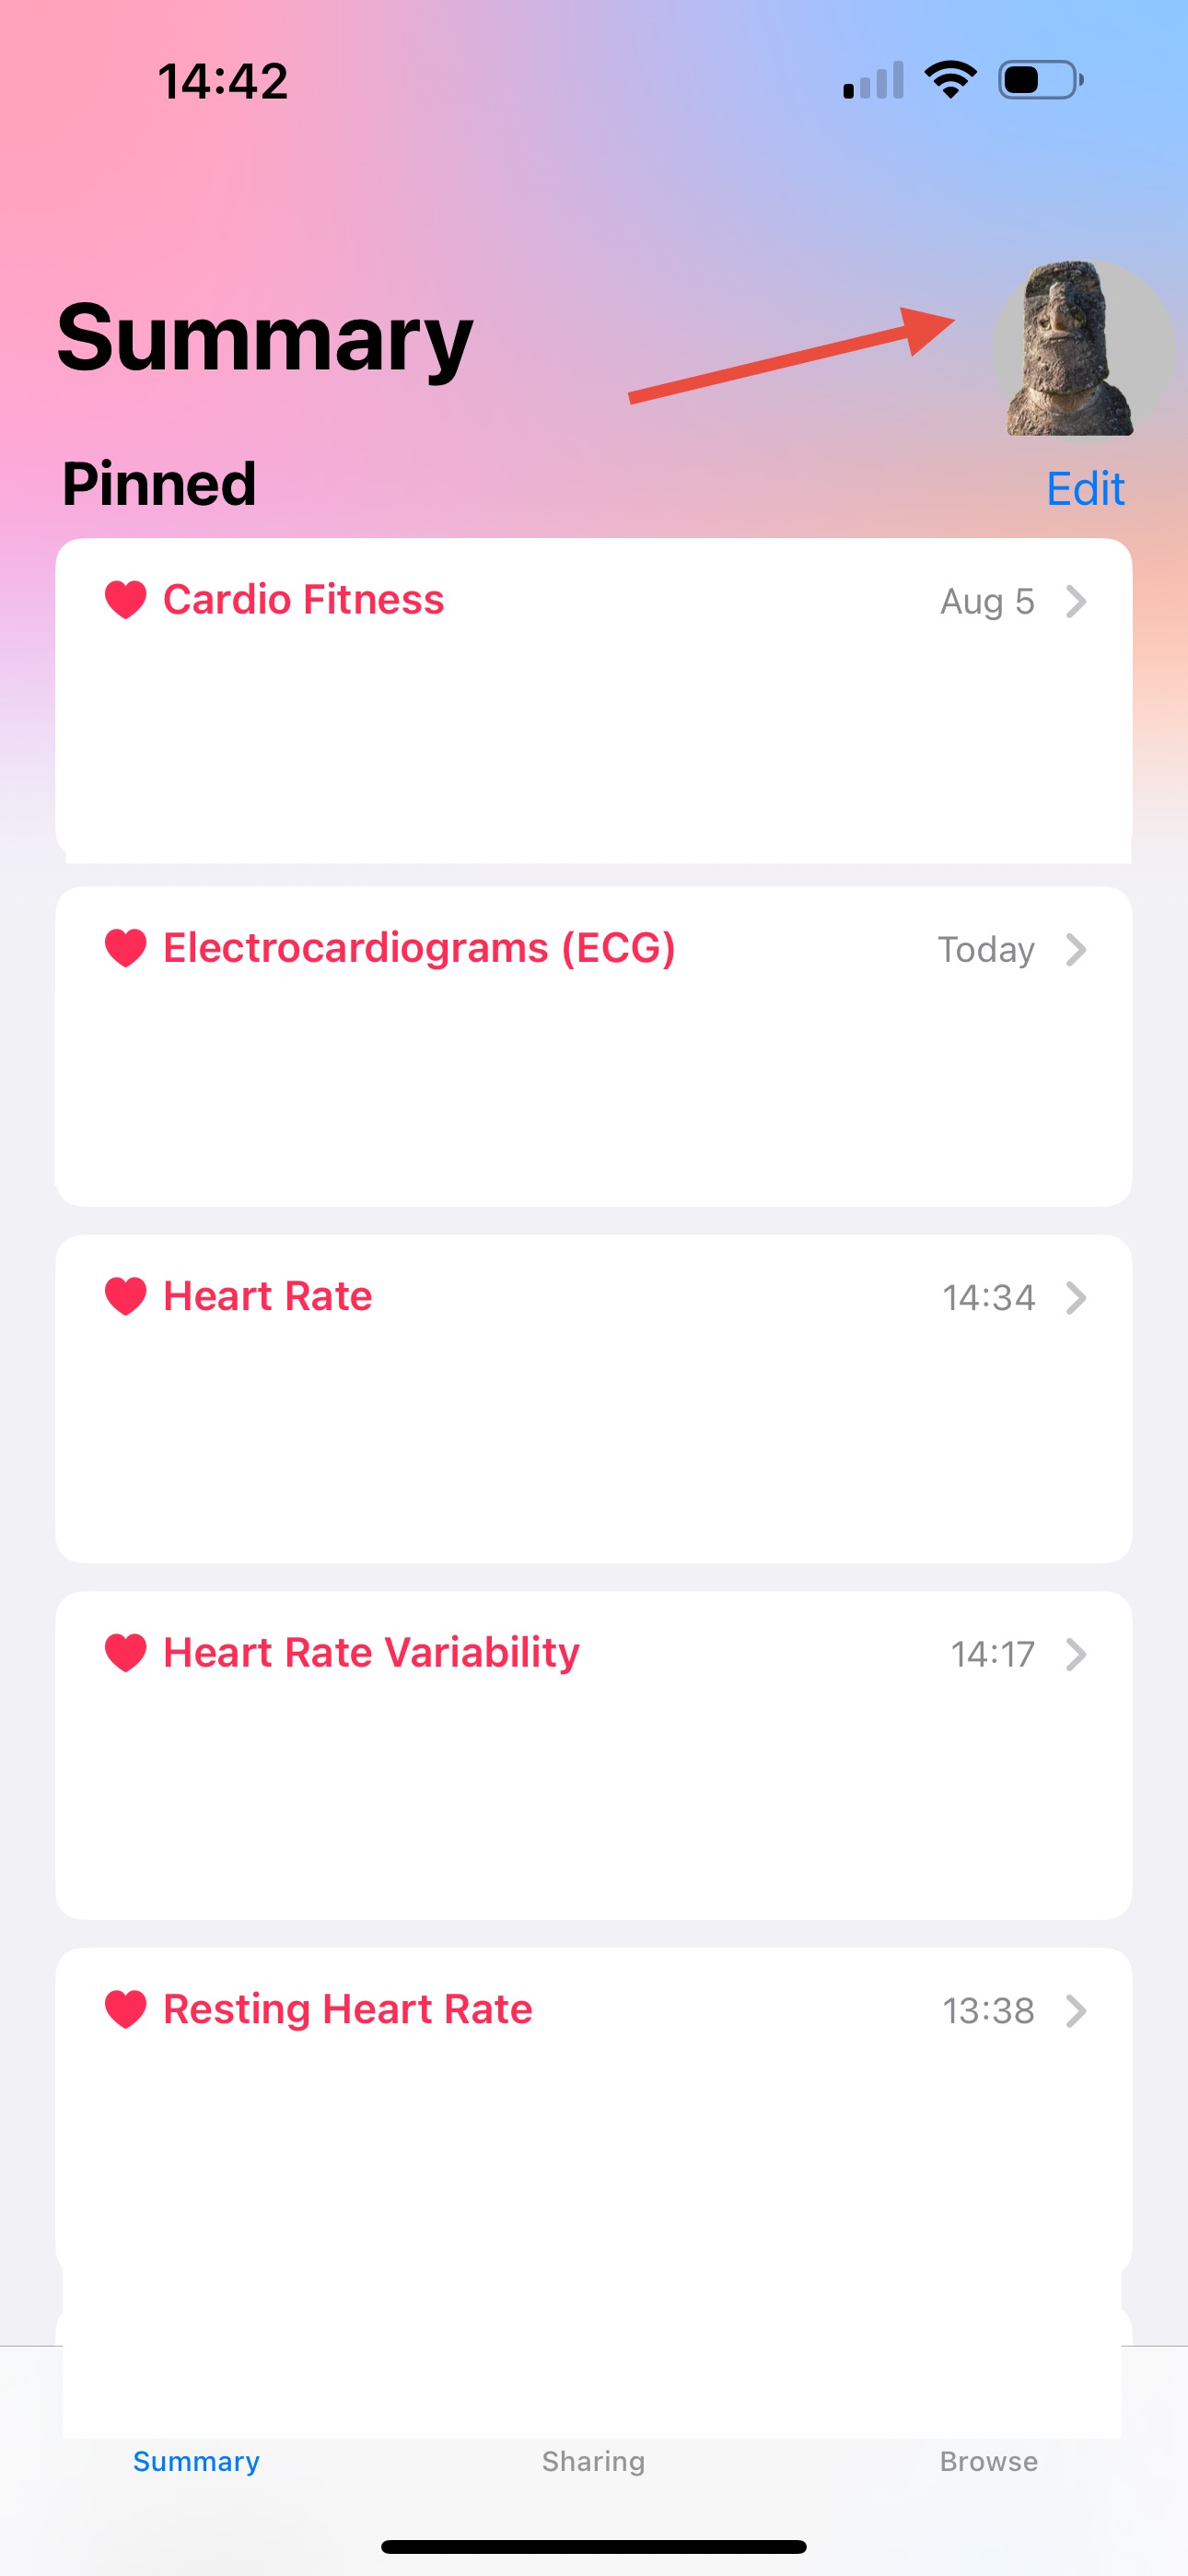 14:42
Summary
Pinned
Edit
Cardio Fitness
Aug 5
Electrocardiograms (ECG)
Today
Heart Rate
14:34
Heart Rate Variability
14:17
Resting Heart Rate
13:38
Summary
Sharing
Browse